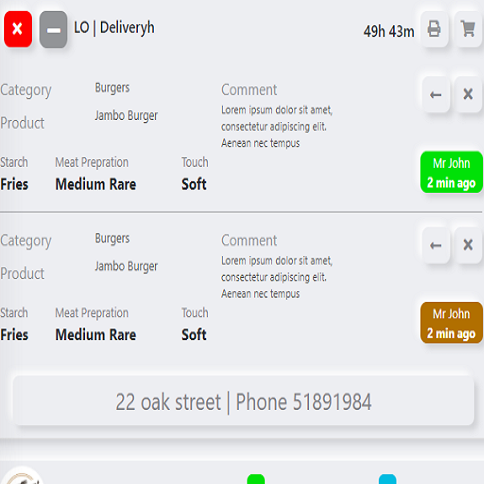 LO | Deliveryh
49h 43m
Category Burgers Comment
Product Jambo Burger
Lorem ipsum dolor sit amet,
consectetur adipiscing elit.
Aenean nec tempus
Starch Meat Prepration Touch
Fries Medium Rare Soft
Mr John
2 min ago
Category Burgers Comment
Product Jambo Burger
Lorem ipsum dolor sit amet,
consectetur adipiscing elit.
Aenean nec tempus
Starch Meat Prepration Touch
Fries Medium Rare Soft
Mr John
2 min ago
22 oak street | Phone 51891984